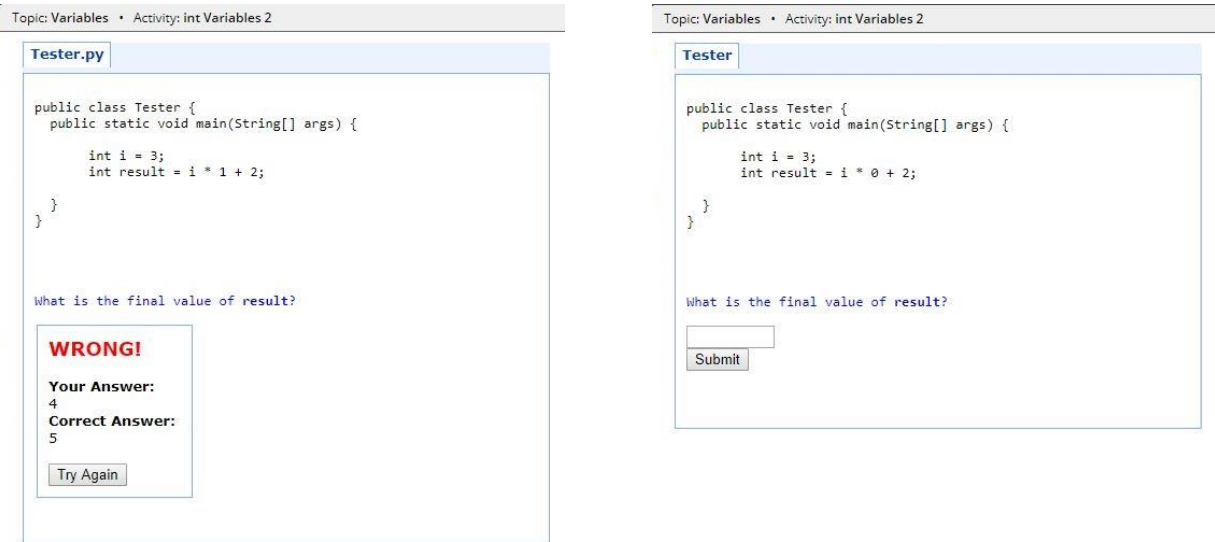 Topic: Variables • Activity: int Variables 2
Tester.py
public class Tester {
public static void main(String[] args) {
int i = 3;
int result = i * 1 + 2;
}
}
What is the final value of result?
WRONG!
Your Answer:
4
Correct Answer:
5
Try Again
Topic: Variables • Activity: int Variables 2
Tester
public class Tester {
public static void main(String[] args) {
int i = 3;
int result = i * 0 + 2;
}
}
What is the final value of result?
Submit